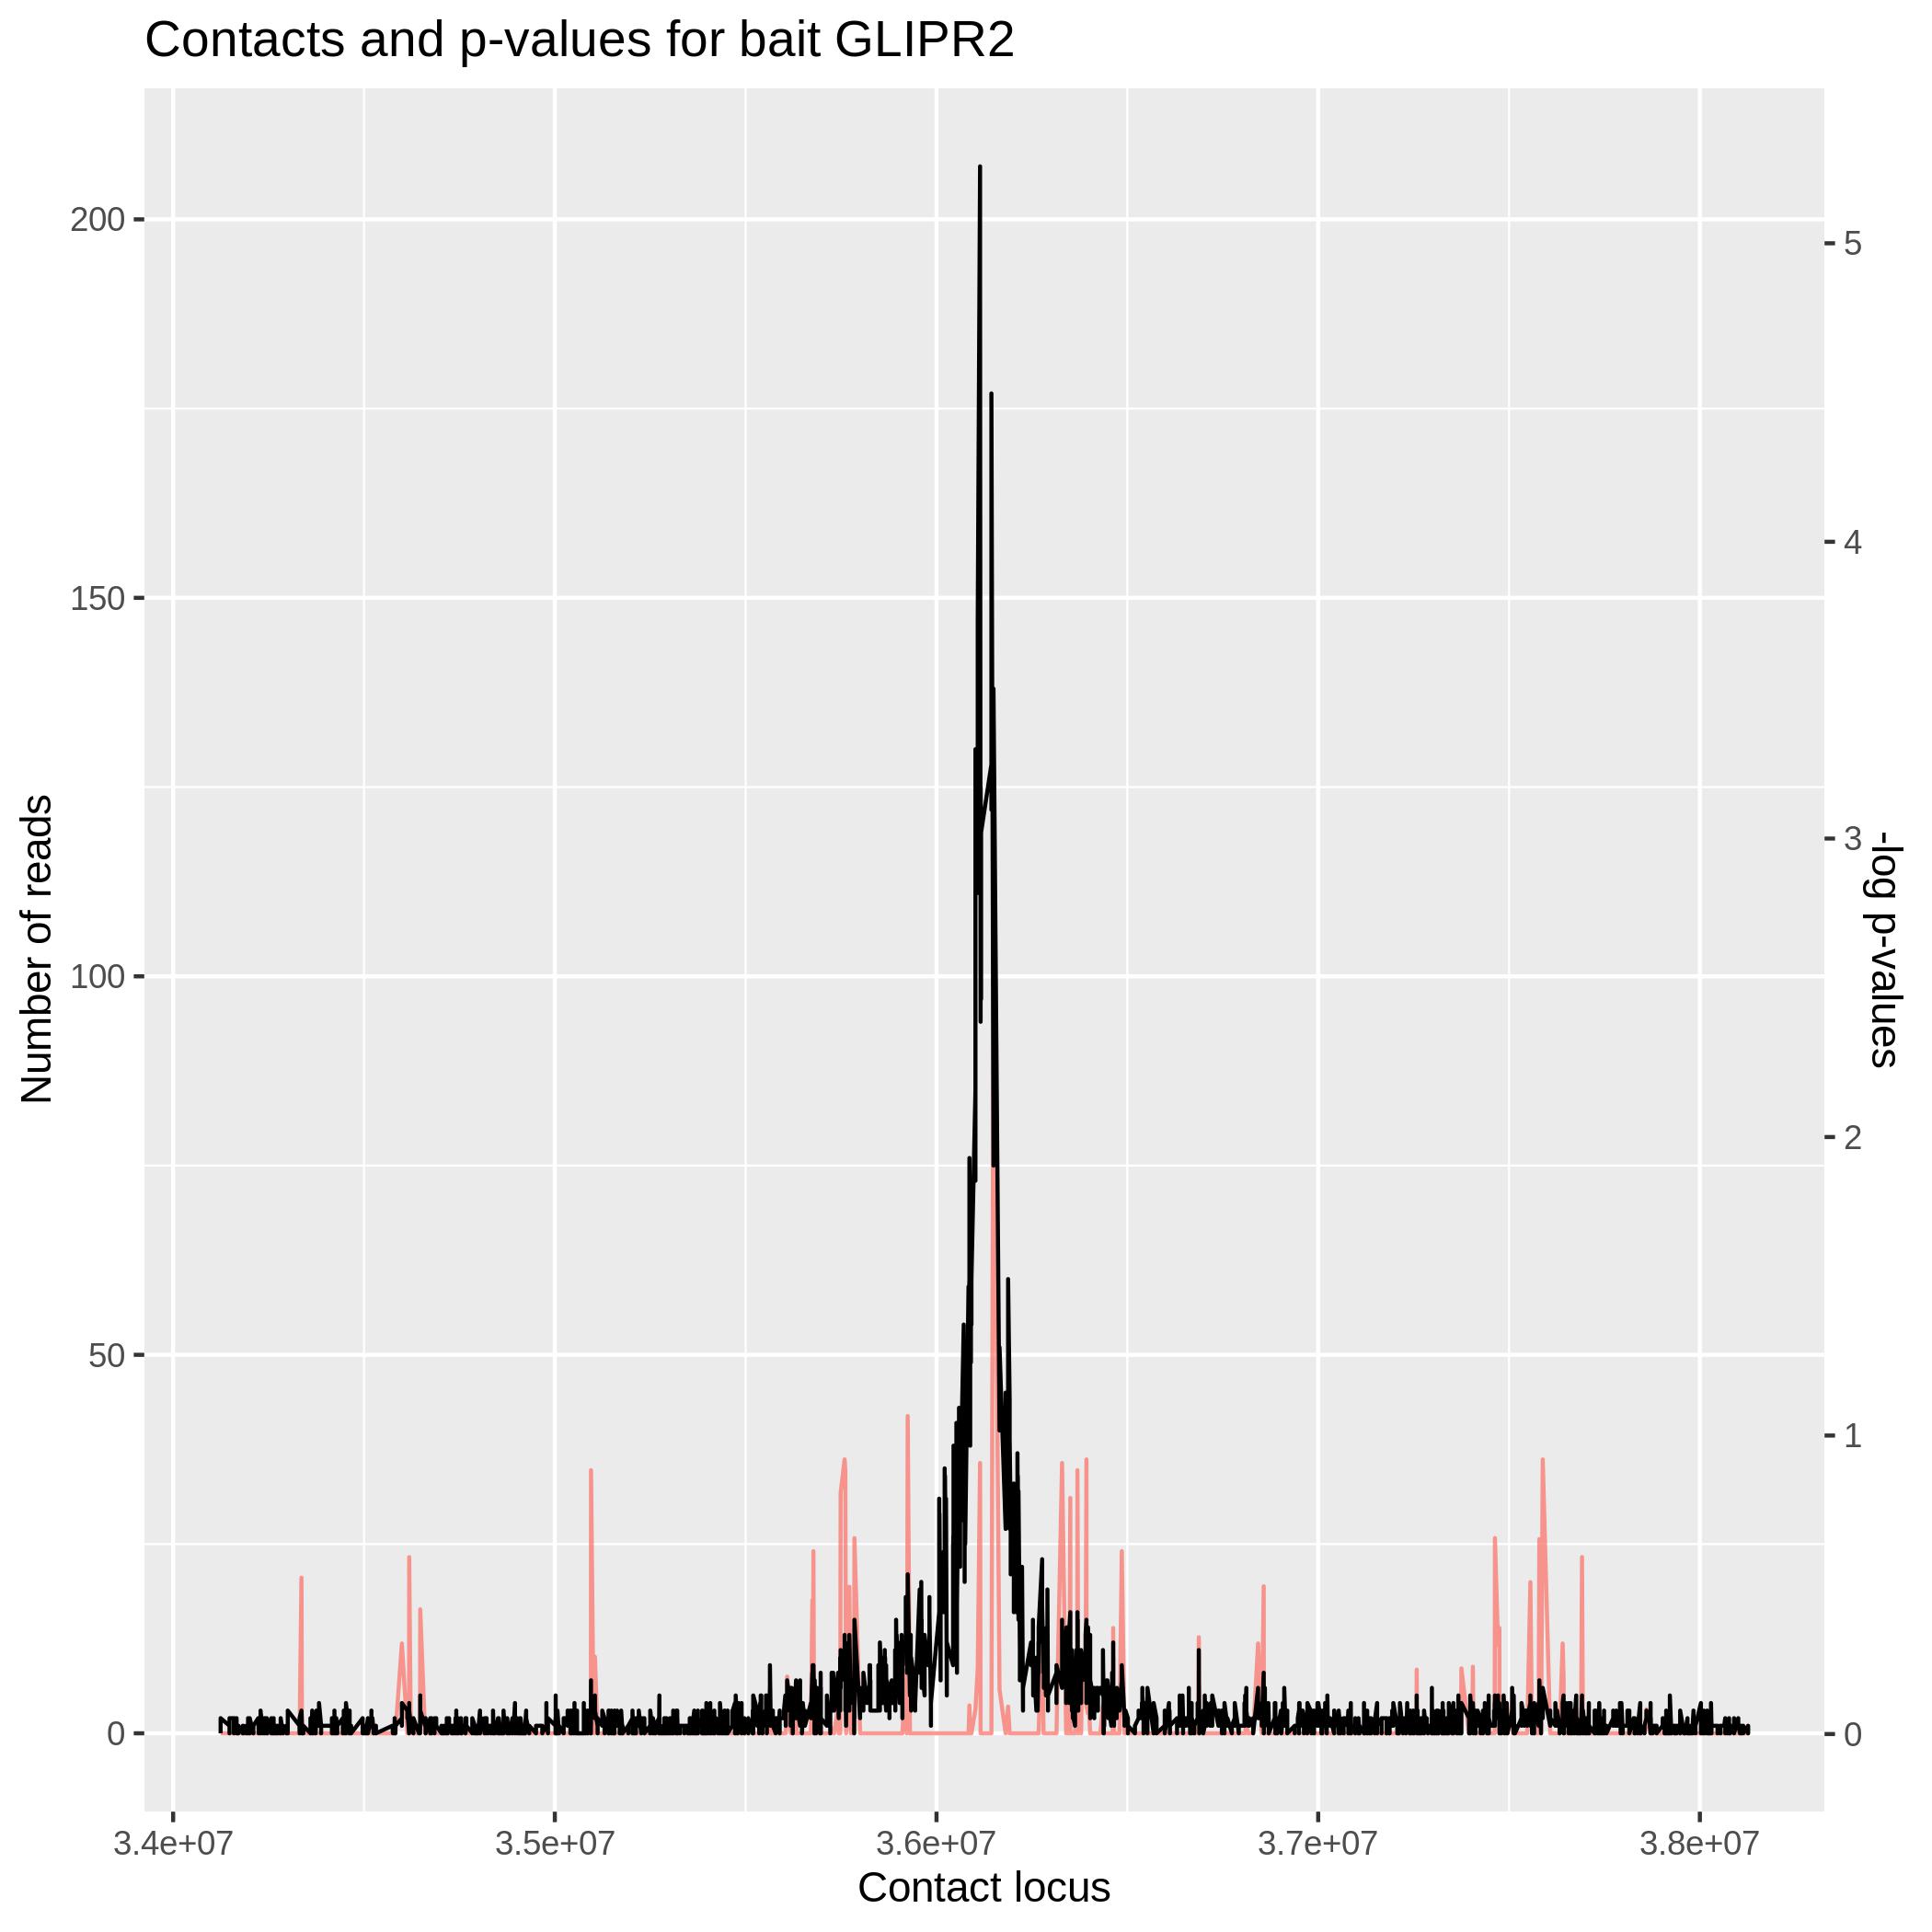 Contacts and p-values for bait GLIPR2
Number of reads
200
150
100
50
0
5
4
3
2
1
0
-log p-values
3.4e+07 3.5e+07 3.6e+07 3.7e+07 3.8e+07
Contact locus